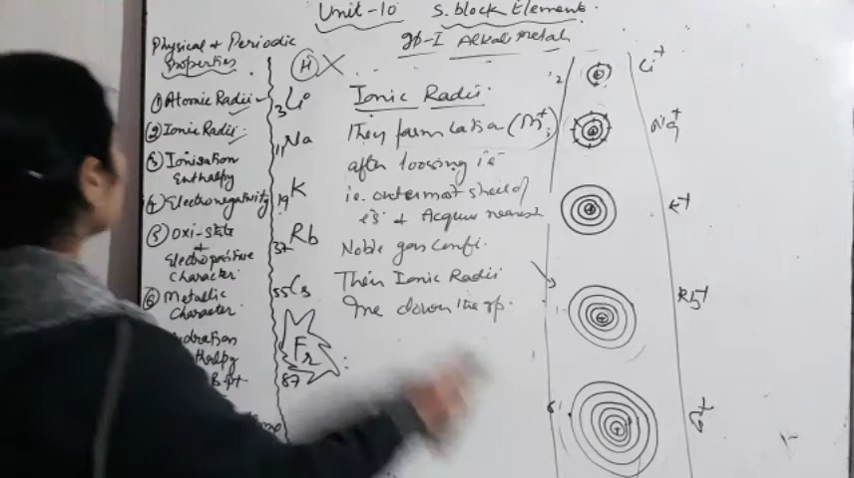 Unit-10 S. block Elements.
gp-I Alkali metals
Physical & Periodic
Properties
① Atomic Radii
② Ionic Radii
③ Ionisation
Enthalpy
④ Electronegativity
⑤ Oxi-state
+
Electropositive
Character
⑥ Metallic
Character.
H X
3 Li
11 Na
19 K
37 Rb
55 Cs
Fr
87
Ionic Radii.
They form cation (M+)
after loosing 1e-
i.e. outermost shell of
e's & Acquire nearest
Noble gas confi.
Their Ionic Radii
Inc down the gp.
Li+
Na+
K+
Rb+